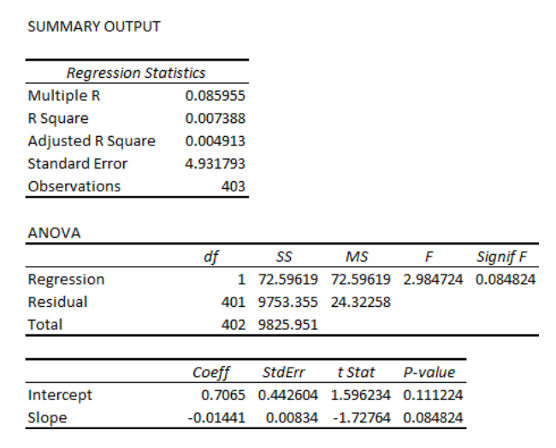 SUMMARY OUTPUT
Regression Statistics
Multiple R 0.085955
R Square 0.007388
Adjusted R Square 0.004913
Standard Error 4.931793
Observations 403
ANOVA
df SS MS F Signif F
Regression 1 72.59619 72.59619 2.984724 0.084824
Residual 401 9753.355 24.32258
Total 402 9825.951
Coeff StdErr t Stat P-value
Intercept 0.7065 0.442604 1.596234 0.111224
Slope -0.01441 0.00834 -1.72764 0.084824